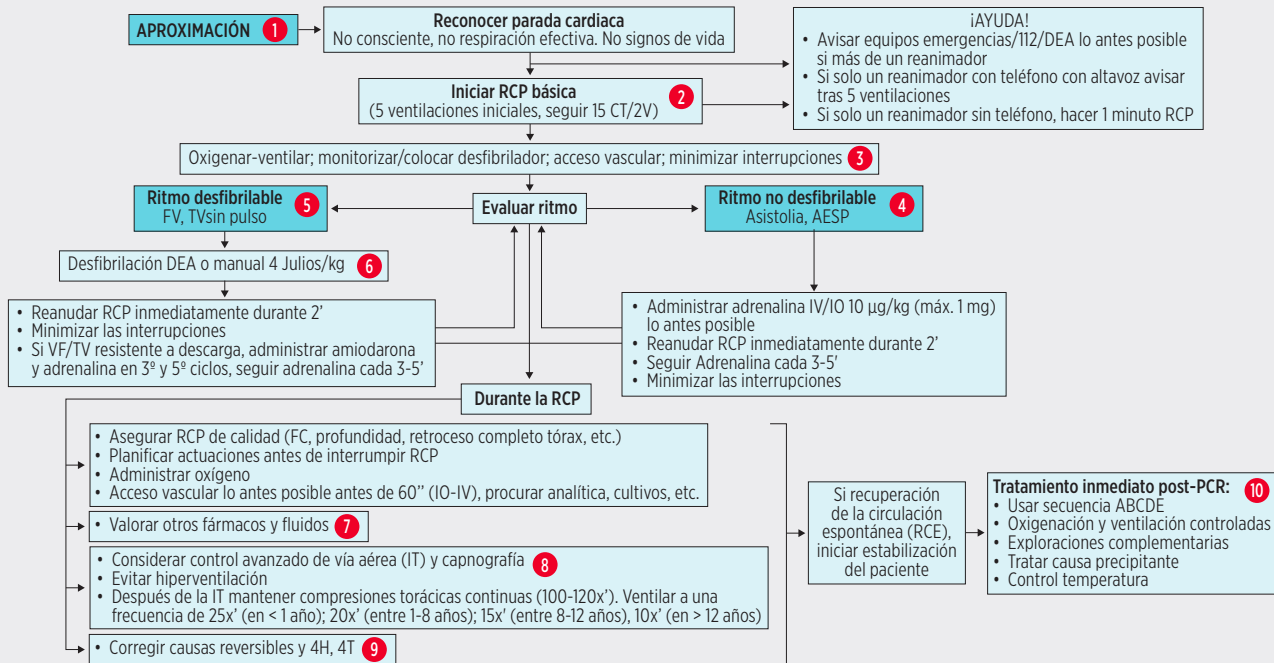 APROXIMACIÓN 1
Reconocer parada cardiaca
No consciente, no respiración efectiva. No signos de vida
¡AYUDA!
• Avisar equipos emergencias/112/DEA lo antes posible
si más de un reanimador
• Si solo un reanimador con teléfono con altavoz avisar
tras 5 ventilaciones
• Si solo un reanimador sin teléfono, hacer 1 minuto RCP
Iniciar RCP básica
(5 ventilaciones iniciales, seguir 15 CT/2V)
2
Oxigenar-ventilar; monitorizar/colocar desfibrilador; acceso vascular; minimizar interrupciones 3
Ritmo desfibrilable
FV, TVsin pulso
5
Evaluar ritmo
Ritmo no desfibrilable
Asistolia, AESP
4
Desfibrilación DEA o manual 4 Julios/kg 6
• Reanudar RCP inmediatamente durante 2’
• Minimizar las interrupciones
• Si VF/TV resistente a descarga, administrar amiodarona
y adrenalina en 3º y 5º ciclos, seguir adrenalina cada 3-5’
• Administrar adrenalina IV/IO 10 µg/kg (máx. 1 mg)
lo antes posible
• Reanudar RCP inmediatamente durante 2’
• Seguir Adrenalina cada 3-5'
• Minimizar las interrupciones
Durante la RCP
• Asegurar RCP de calidad (FC, profundidad, retroceso completo tórax, etc.)
• Planificar actuaciones antes de interrumpir RCP
• Administrar oxígeno
• Acceso vascular lo antes posible antes de 60’’ (IO-IV), procurar analítica, cultivos, etc.
• Valorar otros fármacos y fluidos 7
• Considerar control avanzado de vía aérea (IT) y capnografía 8
• Evitar hiperventilación
• Después de la IT mantener compresiones torácicas continuas (100-120x’). Ventilar a una
frecuencia de 25x’ (en < 1 año); 20x’ (entre 1-8 años); 15x' (entre 8-12 años), 10x’ (en > 12 años)
• Corregir causas reversibles y 4H, 4T 9
Si recuperación
de la circulación
espontánea (RCE),
iniciar estabilización
del paciente
Tratamiento inmediato post-PCR: 10
• Usar secuencia ABCDE
• Oxigenación y ventilación controladas
• Exploraciones complementarias
• Tratar causa precipitante
• Control temperatura